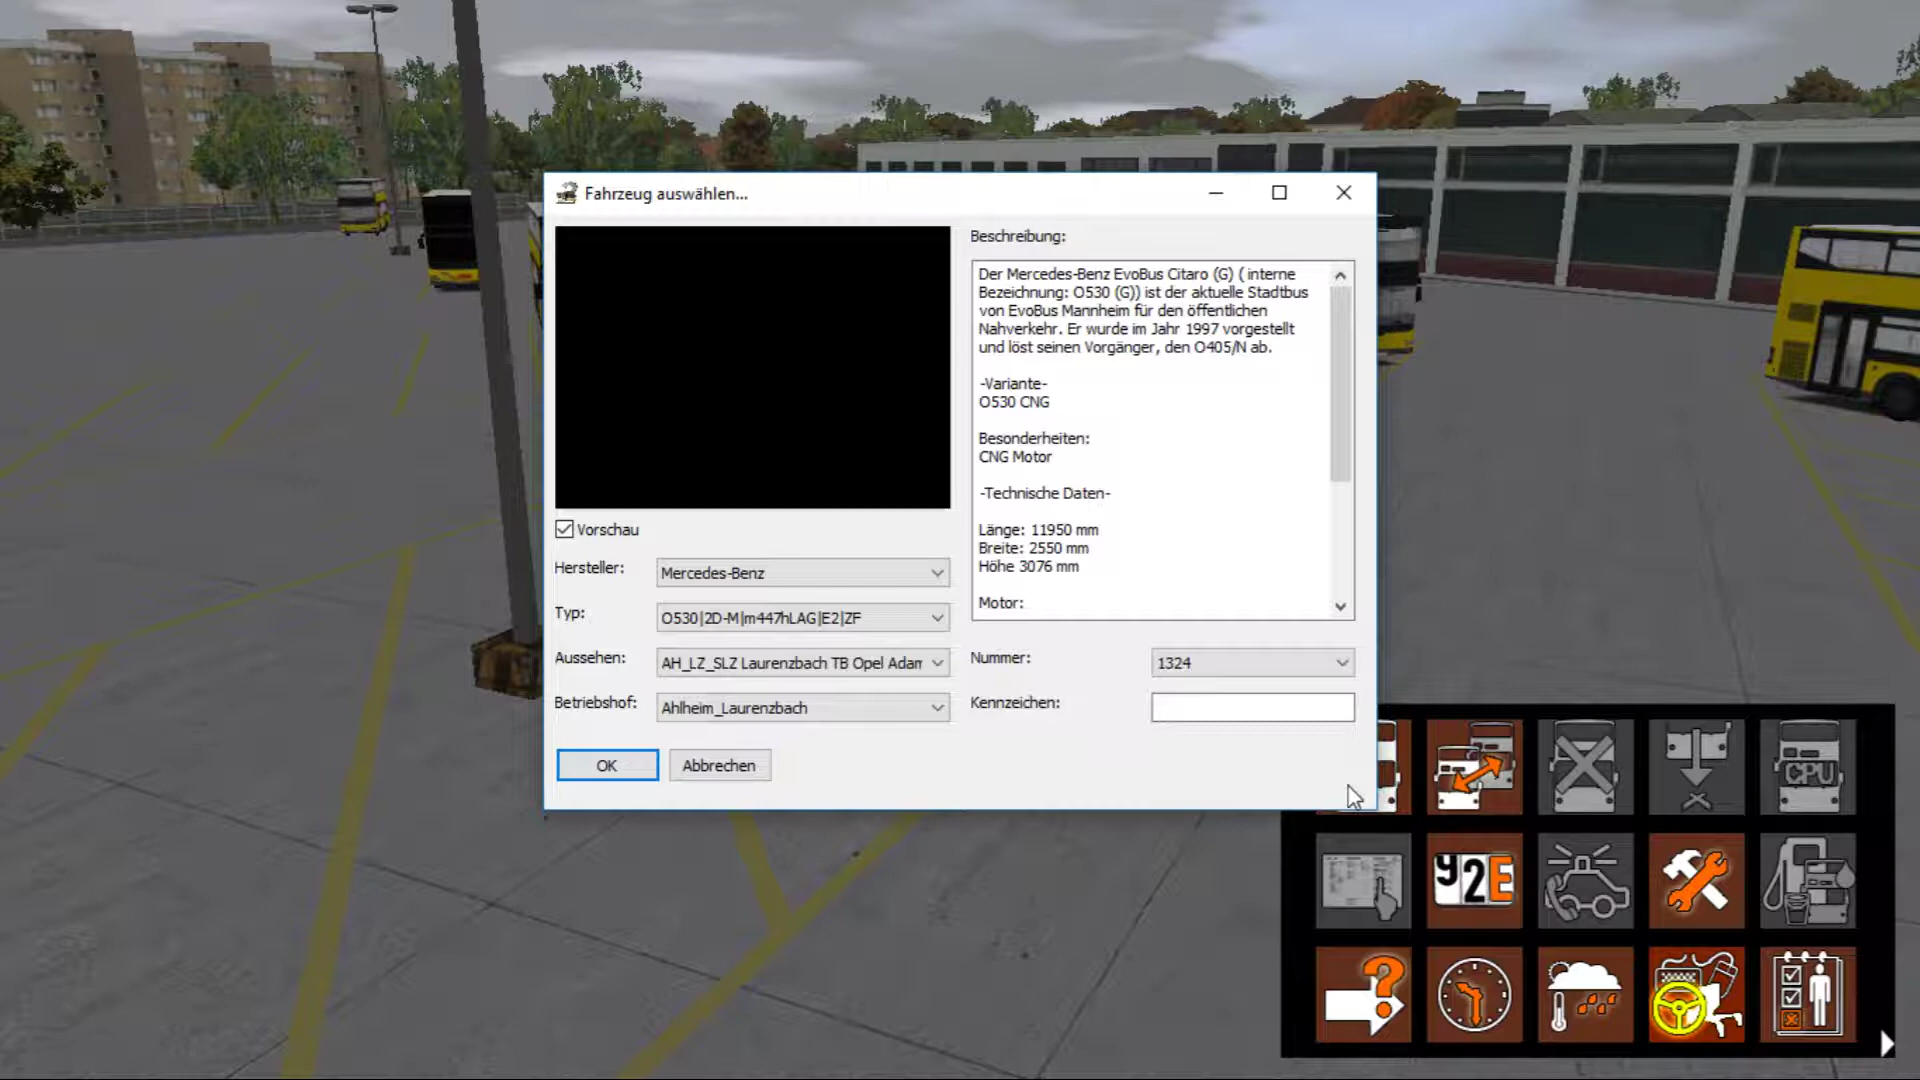 Fahrzeug auswählen...
Beschreibung:
Der Mercedes-Benz EvoBus Citaro (G) ( interne
Bezeichnung: O530 (G)) ist der aktuelle Stadtbus
von EvoBus Mannheim für den öffentlichen
Nahverkehr. Er wurde im Jahr 1997 vorgestellt
und löst seinen Vorgänger, den O405/N ab.
-Variante-
O530 CNG
Besonderheiten:
CNG Motor
-Technische Daten-
Länge: 11950 mm
Breite: 2550 mm
Höhe 3076 mm
Motor:
Vorschau
Hersteller:
Mercedes-Benz
Typ:
O530|2D-M|m447hLAG|E2|ZF
Aussehen:
AH_LZ_SLZ Laurenzbach TB Opel Adam
Betriebshof:
Ahlheim_Laurenzbach
Nummer:
1324
Kennzeichen:
OK
Abbrechen
CPU
92E